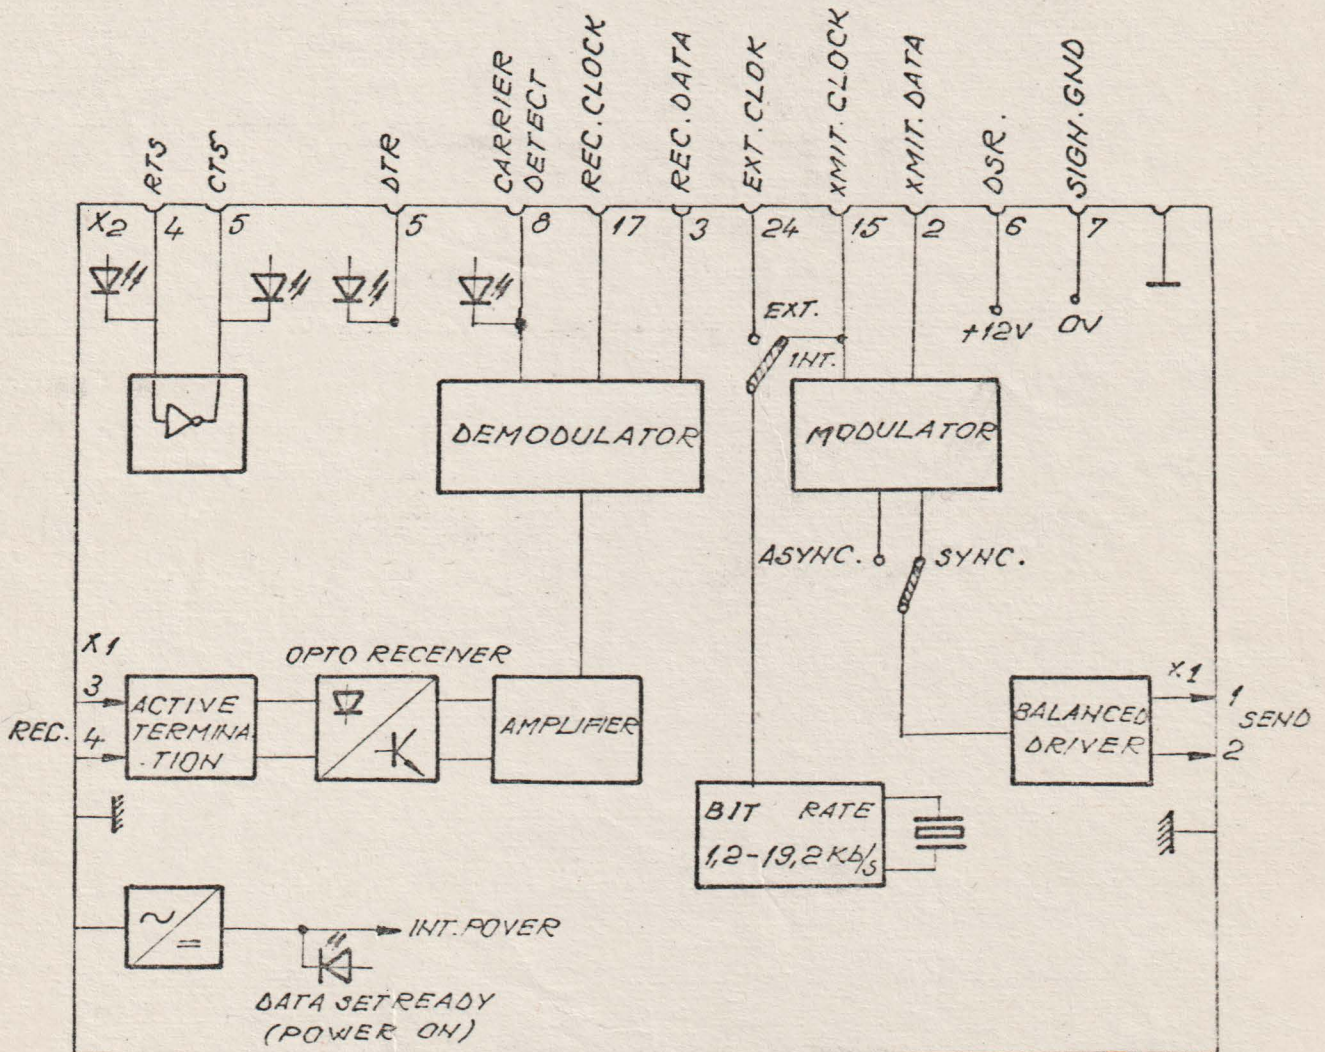 RTS
CTS
DTR
CARRIER
DETECT
REC.CLOCK
REC.DATA
EXT.CLOK
XMIT.CLOCK
XMIT.DATA
DSR.
SIGH.GND
X2 4 5 5 8 17 3 24 15 2 6 7
EXT.
INT.
+12V 0V
DEMODULATOR
MODULATOR
ASYNC. SYNC.
X1
OPTO RECEIVER
X1
3
ACTIVE
TERMINA.
.TION
AMPLIFIER
BALANCED
DRIVER
1
SEND
REC.
4
2
BIT RATE
1,2-19,2 Kb/s
INT.POVER
DATA SET READY
(POWER ON)